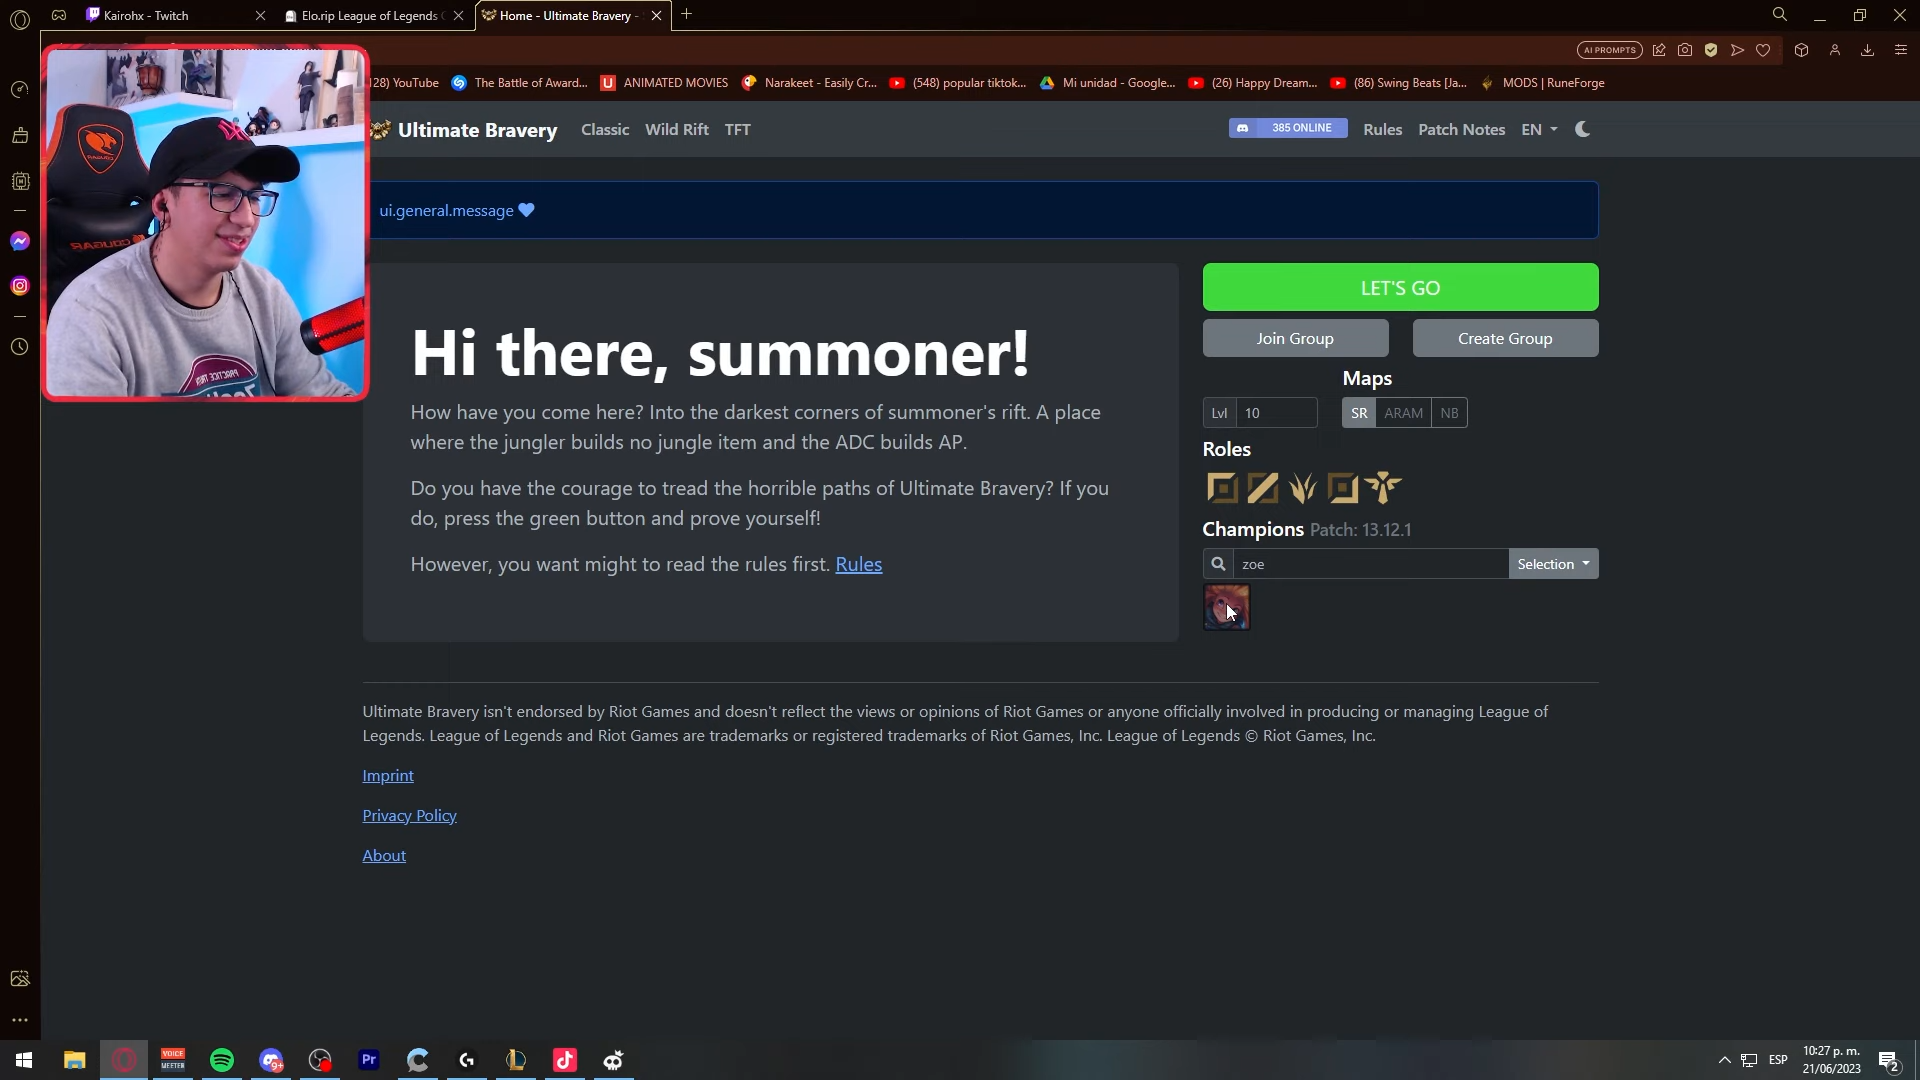 Kairohx - Twitch
Elo.rip League of Legends
Home - Ultimate Bravery -
AI PROMPTS
128) YouTube
The Battle of Award...
ANIMATED MOVIES
Narakeet - Easily Cr...
(548) popular tiktok...
Mi unidad - Google...
(26) Happy Dream...
(86) Swing Beats [Ja...
MODS | RuneForge
Ultimate Bravery
Classic
Wild Rift
TFT
385 ONLINE
Rules
Patch Notes
EN
ui.general.message
LET'S GO
Join Group
Create Group
Hi there, summoner!
How have you come here? Into the darkest corners of summoner's rift. A place
where the jungler builds no jungle item and the ADC builds AP.
Do you have the courage to tread the horrible paths of Ultimate Bravery? If you
do, press the green button and prove yourself!
However, you want might to read the rules first. Rules
Maps
Lvl 10
SR ARAM NB
Roles
Champions Patch: 13.12.1
zoe
Selection
Ultimate Bravery isn't endorsed by Riot Games and doesn't reflect the views or opinions of Riot Games or anyone officially involved in producing or managing League of
Legends. League of Legends and Riot Games are trademarks or registered trademarks of Riot Games, Inc. League of Legends © Riot Games, Inc.
Imprint
Privacy Policy
About
COUGAR
VOICE
MEETER
9+
Pr
ESP
10:27 p. m.
21/06/2023
2